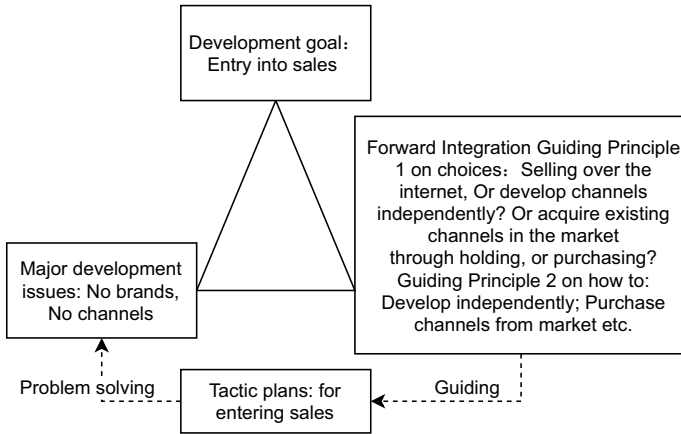 Development goal：
Entry into sales
Forward Integration Guiding Principle
1 on choices：Selling over the
internet, Or develop channels
independently? Or acquire existing
channels in the market
through holding, or purchasing?
Guiding Principle 2 on how to:
Develop independently; Purchase
channels from market etc.
Major development
issues: No brands,
No channels
Problem solving
Tactic plans: for
entering sales
Guiding